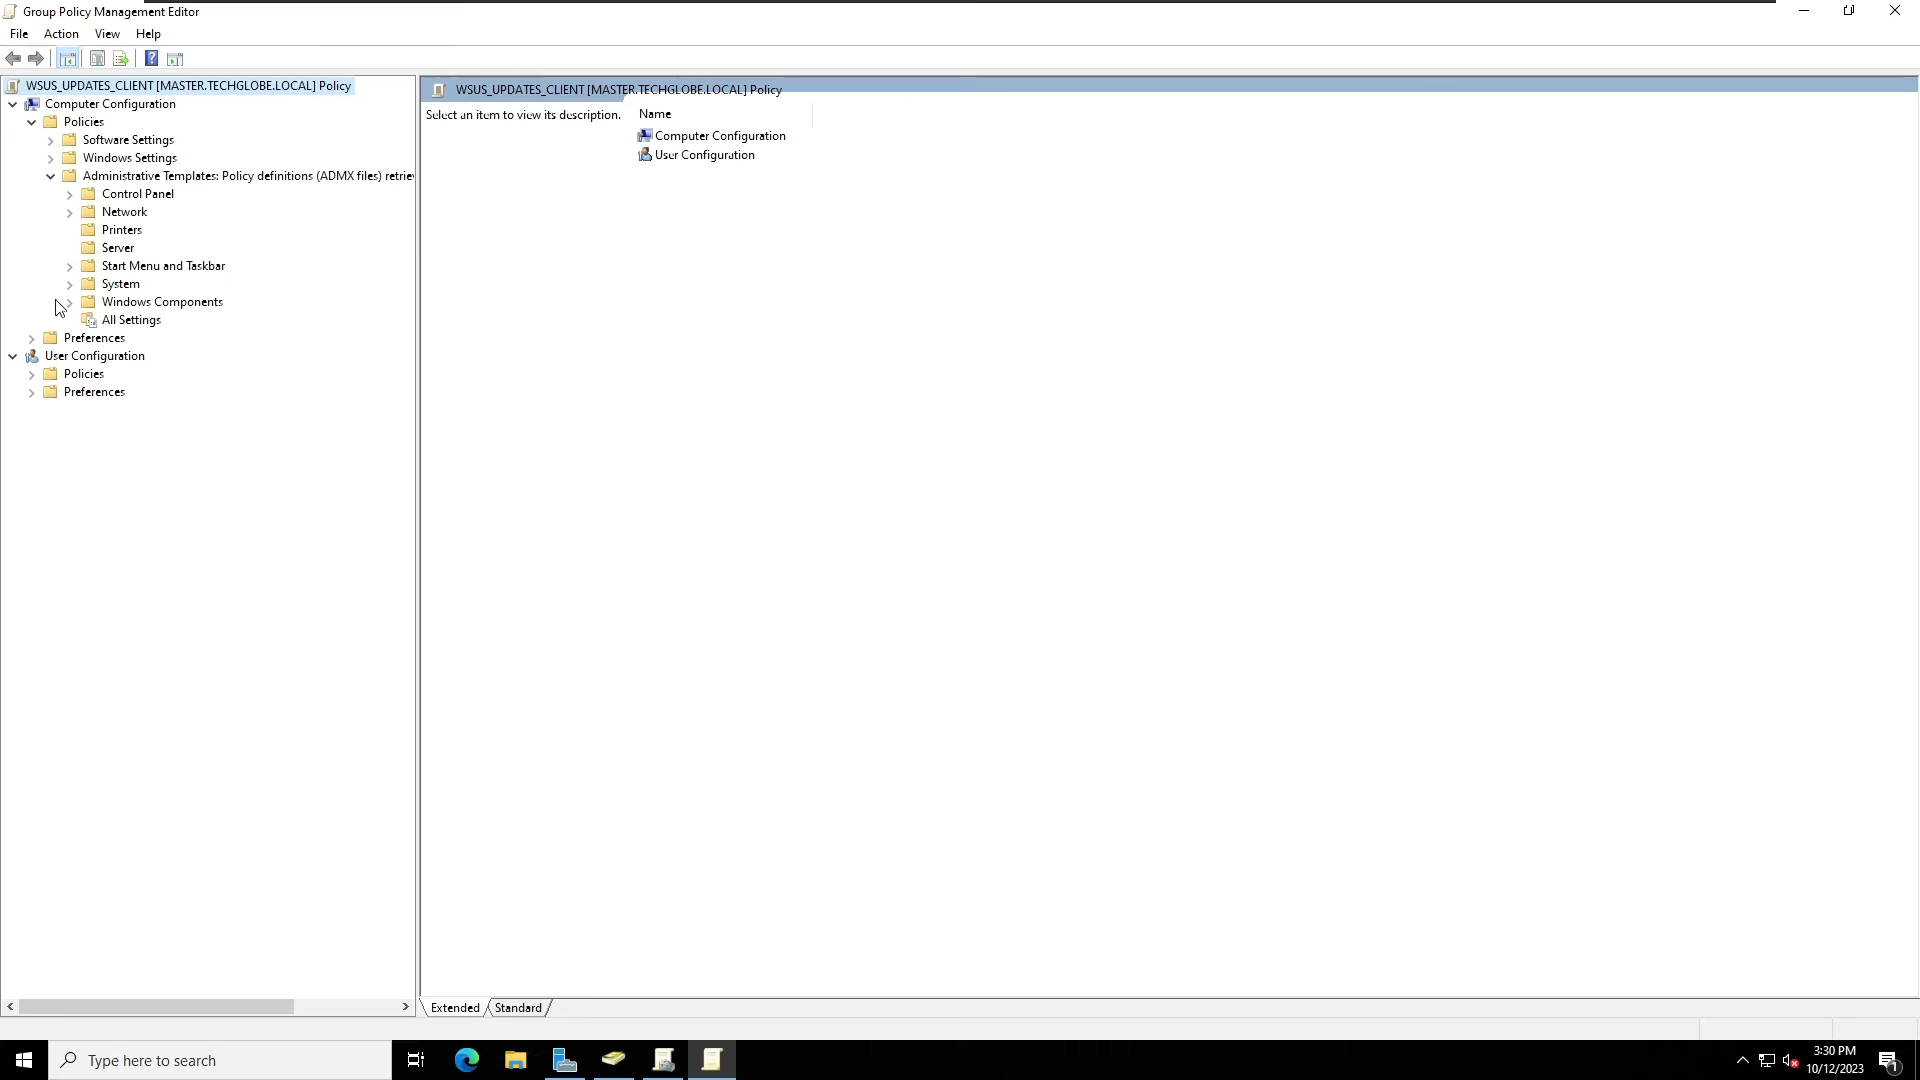 Group Policy Management Editor
File Action View Help
WSUS_UPDATES_CLIENT [MASTER.TECHGLOBE.LOCAL] Policy
Computer Configuration
Policies
Software Settings
Windows Settings
Administrative Templates: Policy definitions (ADMX files) retrie
Control Panel
Network
Printers
Server
Start Menu and Taskbar
System
Windows Components
All Settings
Preferences
User Configuration
Policies
Preferences
WSUS_UPDATES_CLIENT [MASTER.TECHGLOBE.LOCAL] Policy
Select an item to view its description.
Name
Computer Configuration
User Configuration
Extended Standard
Type here to search
3:30 PM
10/12/2023
1